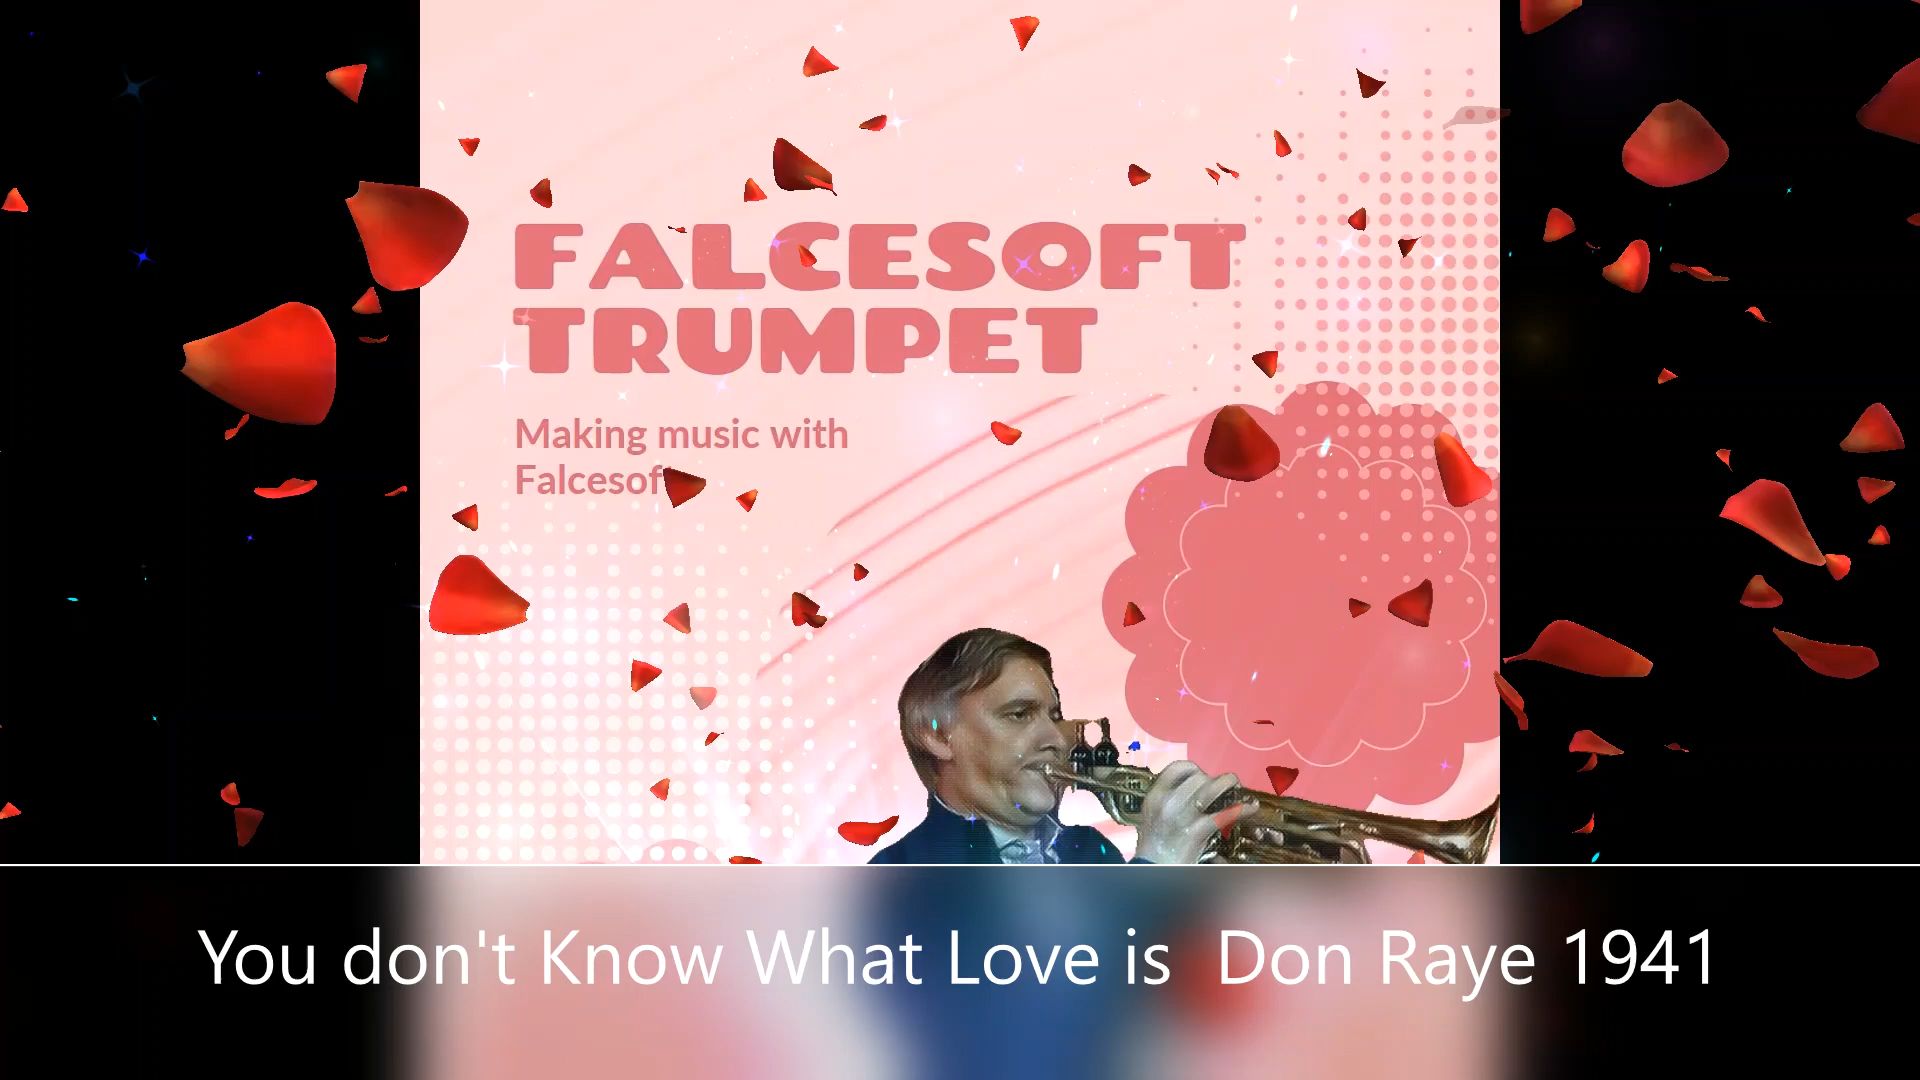 FALCESOFT
TRUMPET
Making music with
Falcesof
You don't Know What Love is  Don Raye 1941